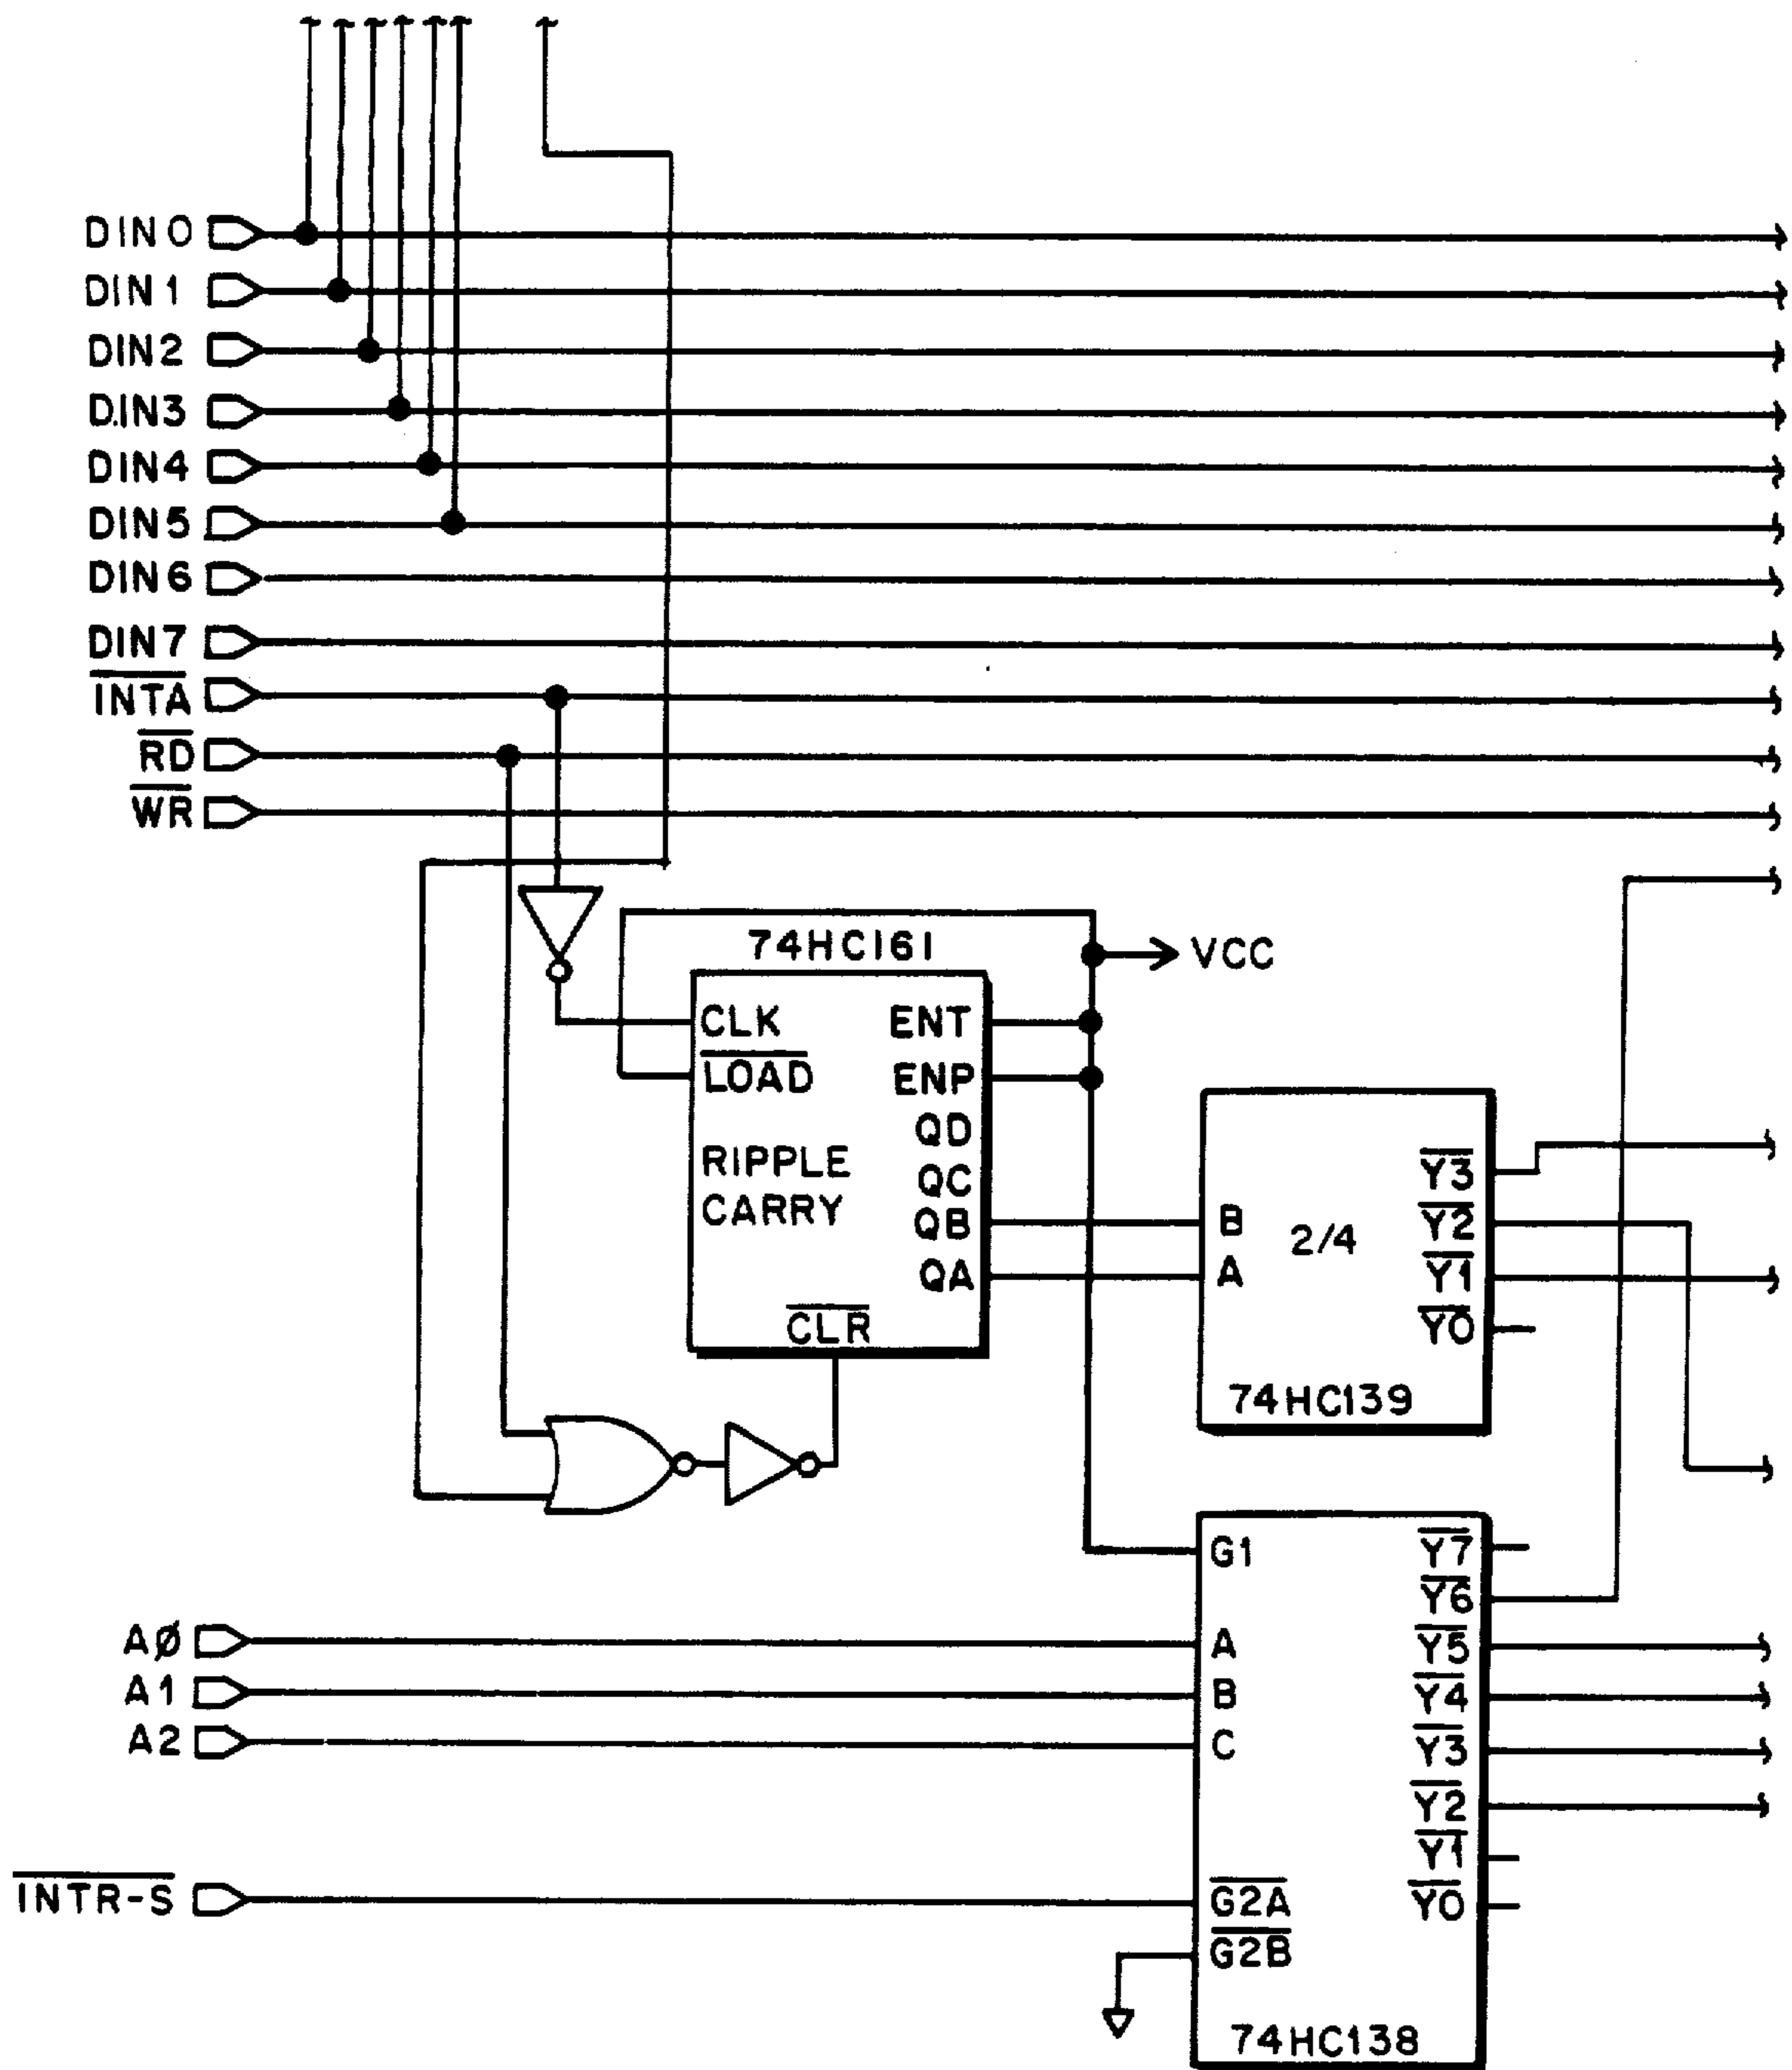 DIN0
DIN1
DIN2
D.IN3
DIN4
DIN5
DIN6
DIN7
INTA
RD
WR
74HC161
VCC
CLK
ENT
LOAD
ENP
QD
RIPPLE
CARRY
QC
QB
QA
CLR
B
A
2/4
Y3
Y2
Y1
Y0
74HC139
G1
A
B
C
G2A
G2B
Y7
Y6
Y5
Y4
Y3
Y2
Y1
Y0
74HC138
AØ
A1
A2
INTR-S